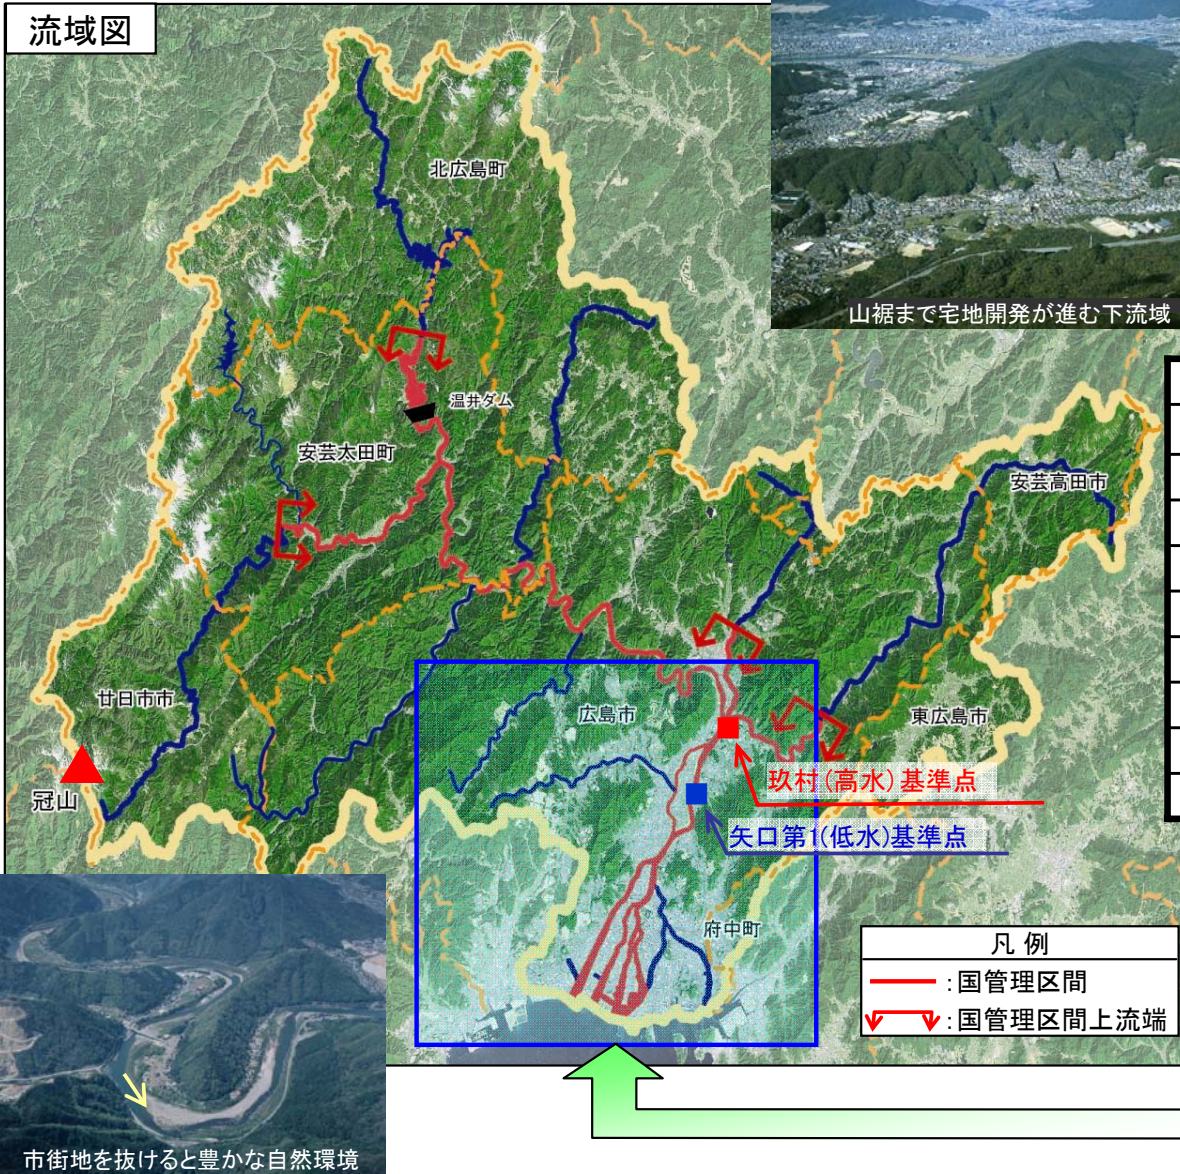 流域図
山裾まで宅地開発が進む下流域
北広島町
温井ダム
安芸太田町
安芸高田市
廿日市市
広島市
東広島市
冠山
玖村(高水)基準点
矢口第1(低水)基準点
府中町
凡例
:国管理区間
:国管理区間上流端
市街地を抜けると豊かな自然環境